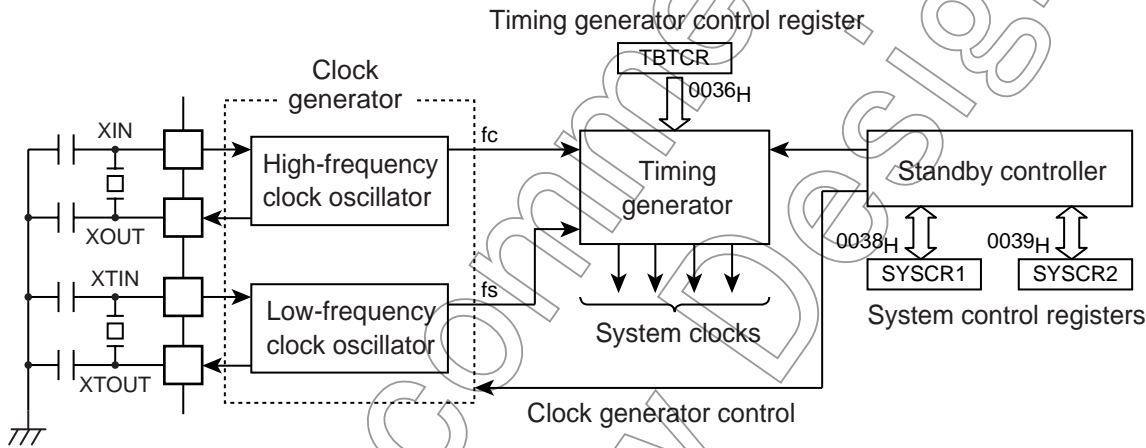 Timing generator control register
TBTCR
0036H
Clock
generator
XIN
High-frequency
clock oscillator
fc
Timing
generator
Standby controller
XOUT
0038H
0039H
SYSCR1
SYSCR2
System control registers
XTIN
Low-frequency
clock oscillator
fs
System clocks
XTOUT
Clock generator control